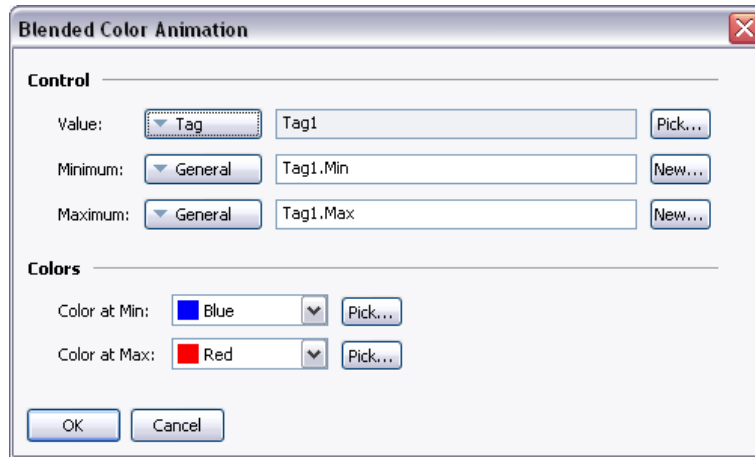 Blended Color Animation
Control
Value: Tag Tag1 Pick...
Minimum: General Tag1.Min New...
Maximum: General Tag1.Max New...
Colors
Color at Min: Blue Pick...
Color at Max: Red Pick...
OK Cancel